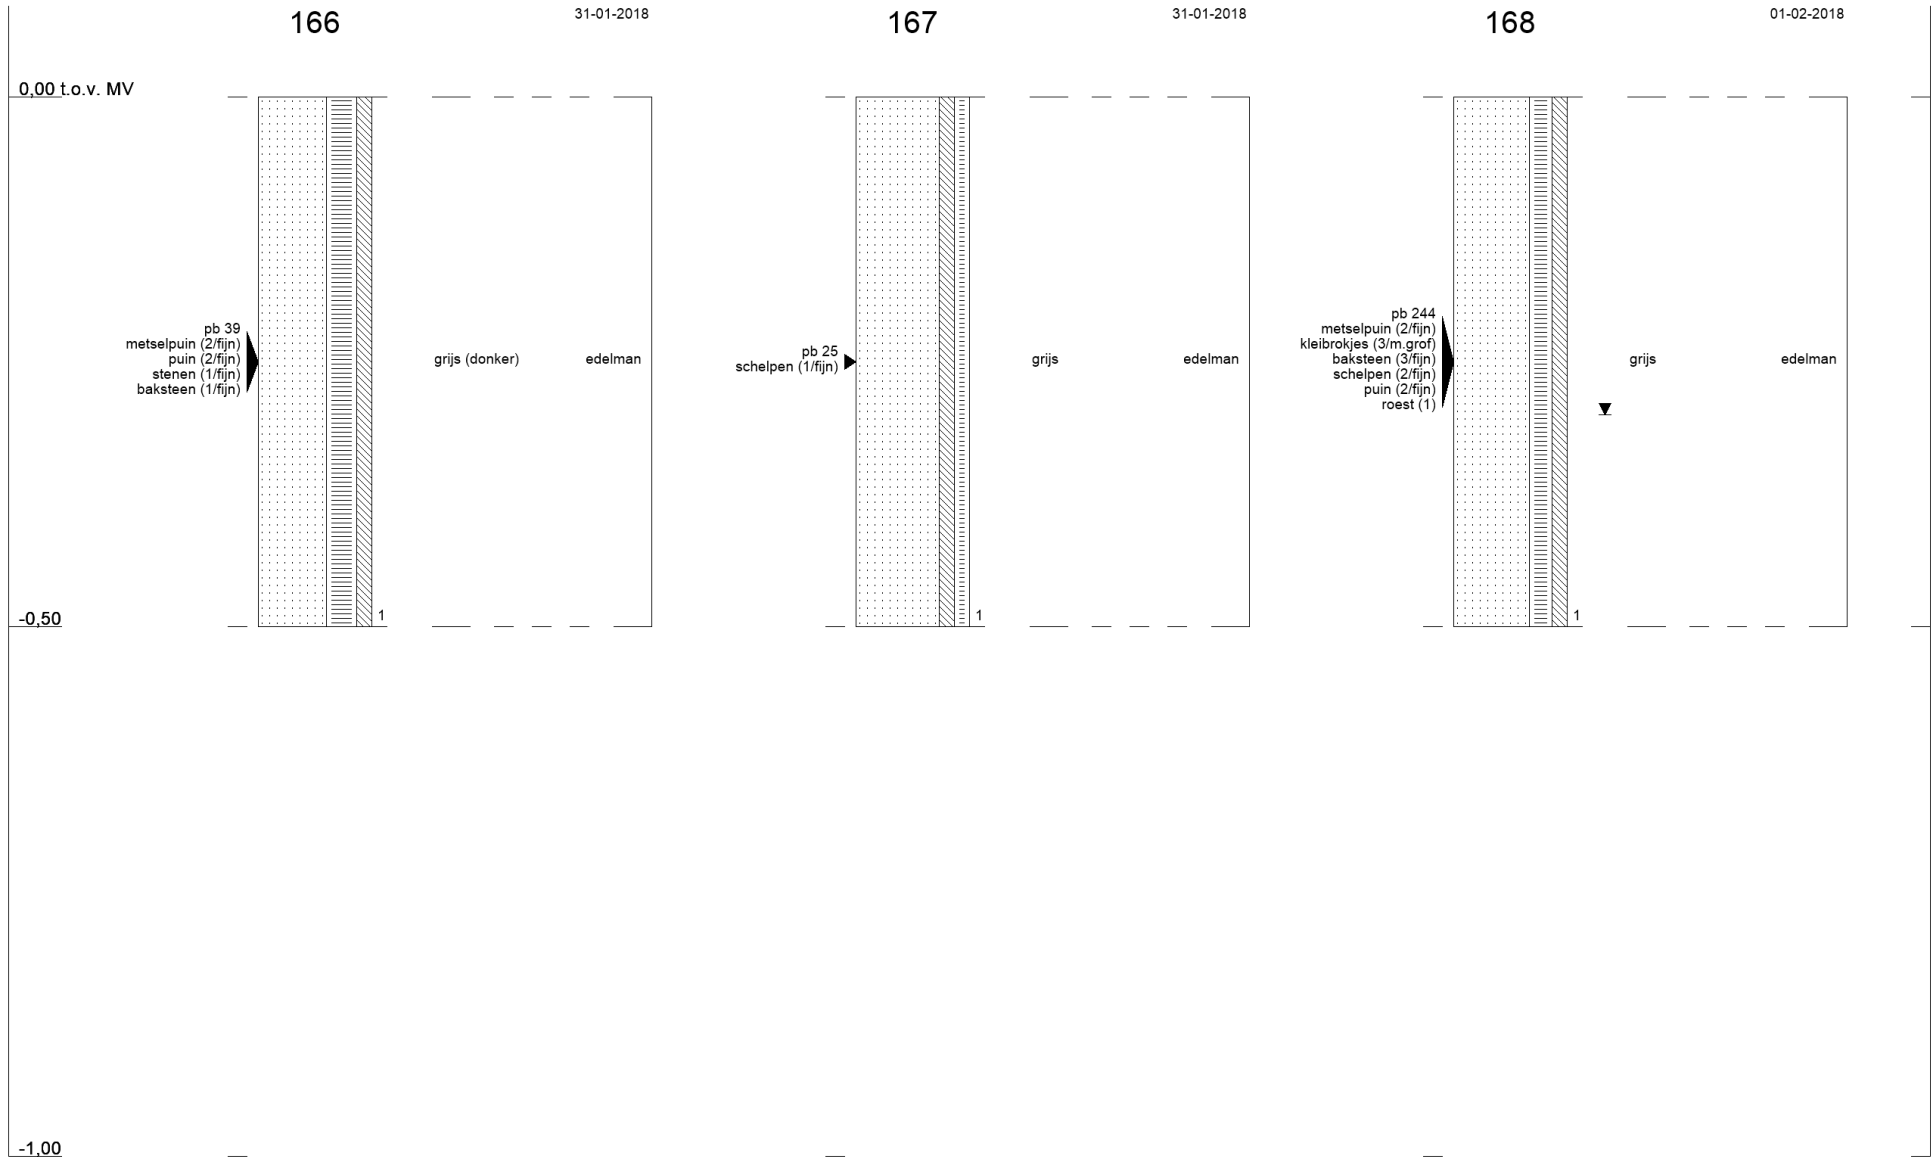 166
31-01-2018
167
31-01-2018
168
01-02-2018
0,00 t.o.v. MV
pb 39
metselpuin (2/fijn)
puin (2/fijn)
stenen (1/fijn)
baksteen (1/fijn)
grijs (donker)
edelman
1
pb 25
schelpen (1/fijn)
grijs
edelman
1
pb 244
metselpuin (2/fijn)
kleibrokjes (3/m.grof)
baksteen (3/fijn)
schelpen (2/fijn)
puin (2/fijn)
roest (1)
grijs
edelman
1
-0,50
-1,00